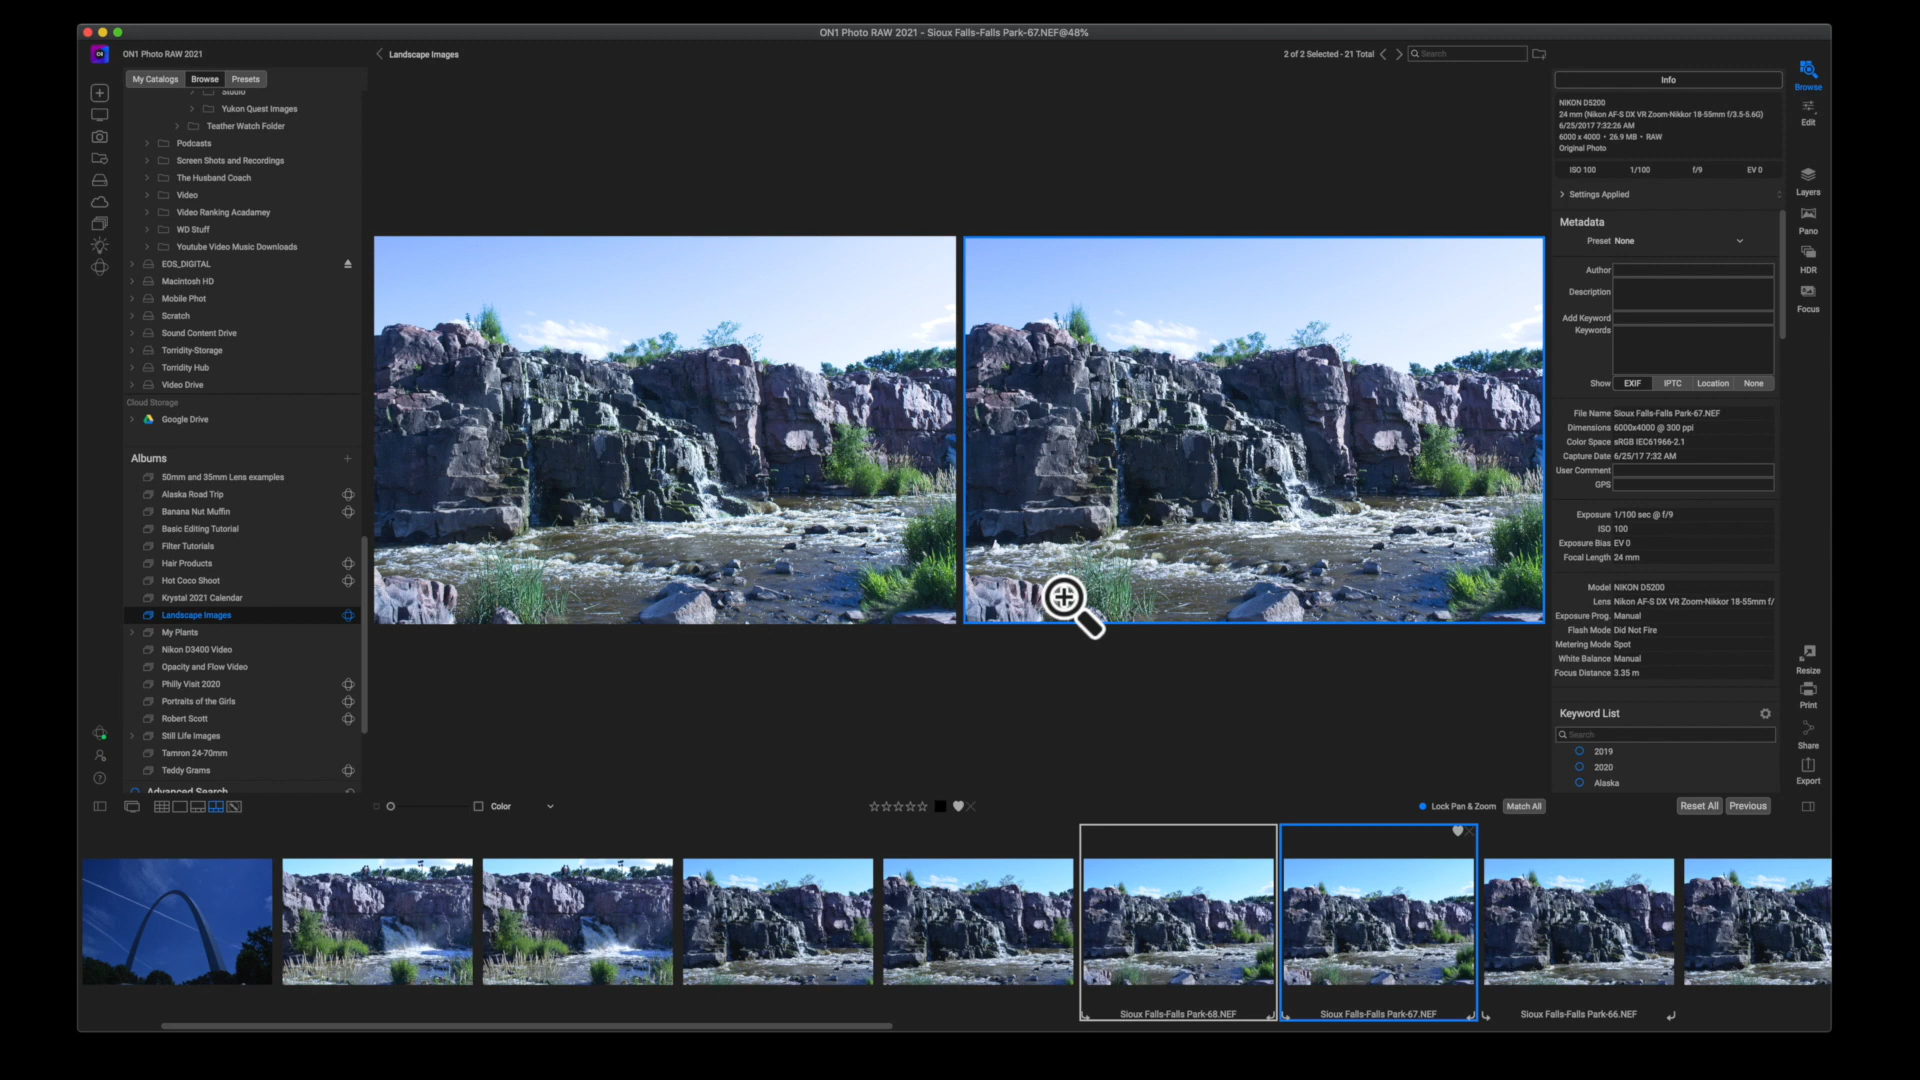 ON1 Photo RAW 2021 - Sioux Falls-Falls Park-67.NEF@48%
ON1 Photo RAW 2021
Landscape Images
2 of 2 Selected - 21 Total
Search
My Catalogs
Browse
Presets
Studio
Yukon Quest Images
Teather Watch Folder
Podcasts
Screen Shots and Recordings
The Husband Coach
Video
Video Ranking Acadamey
WD Stuff
Youtube Video Music Downloads
EOS_DIGITAL
Macintosh HD
Mobile Phot
Scratch
Sound Content Drive
Torridity-Storage
Torridity Hub
Video Drive
Cloud Storage
Google Drive
Albums
50mm and 35mm Lens examples
Alaska Road Trip
Banana Nut Muffin
Basic Editing Tutorial
Filter Tutorials
Hair Products
Hot Coco Shoot
Krystal 2021 Calendar
Landscape Images
My Plants
Nikon D3400 Video
Opacity and Flow Video
Philly Visit 2020
Portraits of the Girls
Robert Scott
Still Life Images
Tamron 24-70mm
Teddy Grams
Advanced Search
Info
NIKON D5200
24 mm (Nikon AF-S DX VR Zoom-Nikkor 18-55mm f/3.5-5.6G)
6/25/2017 7:32:26 AM
6000 x 4000 • 26.9 MB • RAW
Original Photo
ISO 100 1/100 f/9 EV 0
Settings Applied
Metadata
Preset None
Author
Description
Add Keyword
Keywords
Show EXIF IPTC Location None
File Name Sioux Falls-Falls Park-67.NEF
Dimensions 6000x4000 @ 300 ppi
Color Space sRGB IEC61966-2.1
Capture Date 6/25/17 7:32 AM
User Comment
GPS
Exposure 1/100 sec @ f/9
ISO 100
Exposure Bias EV 0
Focal Length 24 mm
Model NIKON D5200
Lens Nikon AF-S DX VR Zoom-Nikkor 18-55mm f/
Exposure Prog. Manual
Flash Mode Did Not Fire
Metering Mode Spot
White Balance Manual
Focus Distance 3.35 m
Keyword List
Search
2019
2020
Alaska
Browse
Edit
Layers
Pano
HDR
Focus
Resize
Print
Share
Export
Color
Lock Pan & Zoom
Match All
Reset All
Previous
Sioux Falls-Falls Park-68.NEF
Sioux Falls-Falls Park-67.NEF
Sioux Falls-Falls Park-66.NEF